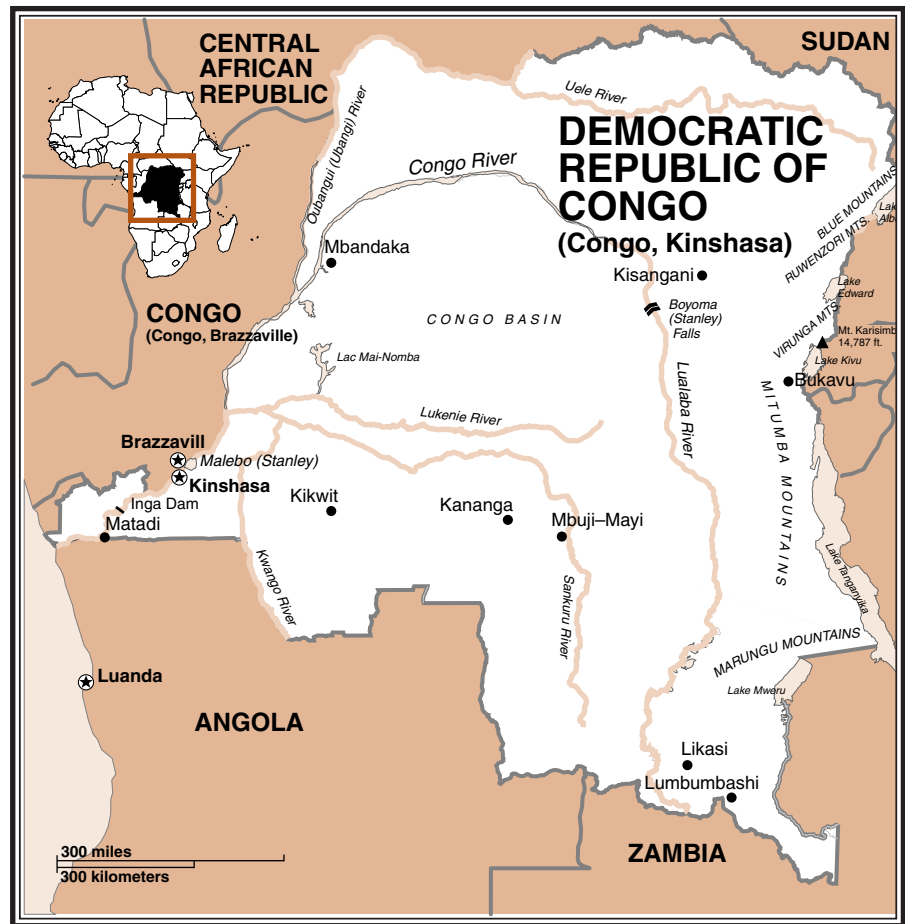 CENTRAL
AFRICAN
REPUBLIC
SUDAN
Uele River
Oubangui (Ubangi) River
Congo River
DEMOCRATIC
REPUBLIC OF
CONGO
(Congo, Kinshasa)
BLUE MOUNTAINS
Lak
Albe
RUWENZORI MTS.
Mbandaka
Kisangani
Lake
Edward
CONGO
(Congo, Brazzaville)
CONGO BASIN
Boyoma
(Stanley)
Falls
VIRUNGA MTS.
Mt. Karisimb
14,787 ft.
Lac Mai-Nomba
Lake Kivu
Bukavu
Lualaba River
MITUMBA MOUNTAINS
Lukenie River
Brazzavill
Malebo (Stanley)
Kinshasa
Inga Dam
Matadi
Kikwit
Kananga
Mbuji–Mayi
Kwango River
Sankuru River
Lake Tanganyika
MARUNGU MOUNTAINS
Luanda
Lake Mweru
ANGOLA
Likasi
Lumbumbashi
ZAMBIA
300 miles
300 kilometers